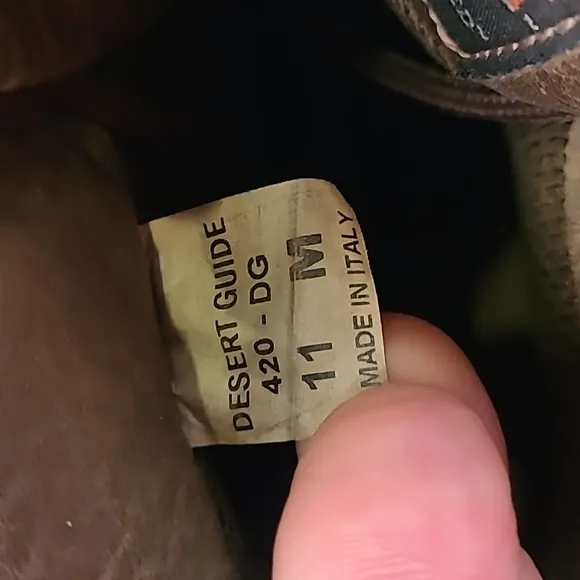 DESERT GUIDE
420 - DG
11 M
MADE IN ITALY